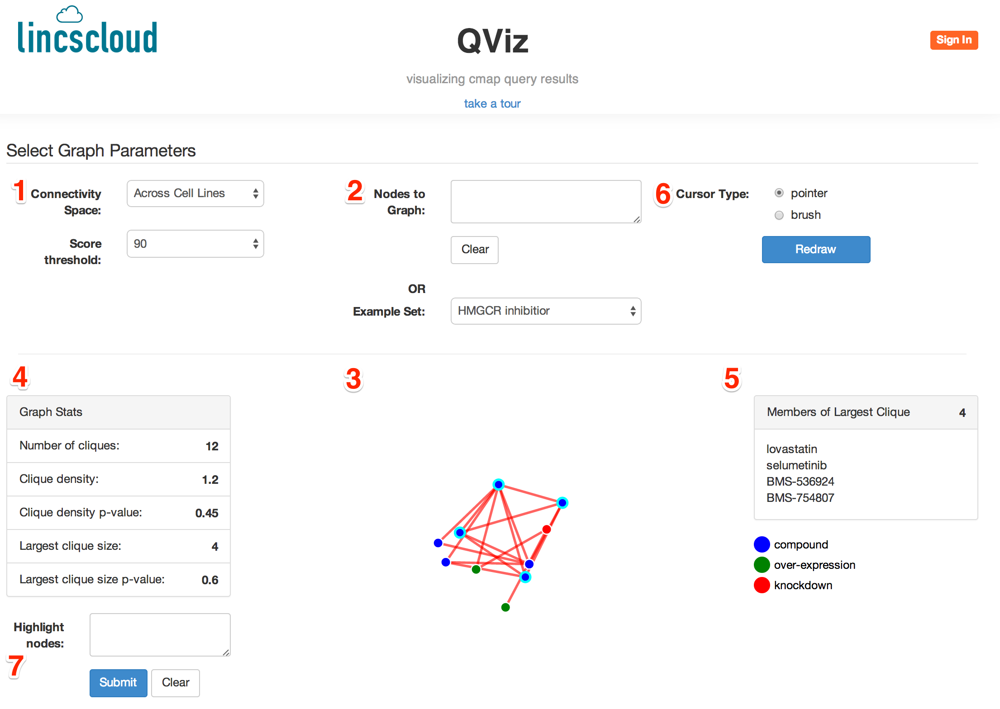 lincscloud
QViz
Sign In
visualizing cmap query results
take a tour
Select Graph Parameters
1
Connectivity
Space:
Across Cell Lines
Score
threshold:
90
2
Nodes to
Graph:
Clear
OR
Example Set:
HMGCR inhibitior
6
Cursor Type:
pointer
brush
Redraw
4
Graph Stats
Number of cliques: 12
Clique density: 1.2
Clique density p-value: 0.45
Largest clique size: 4
Largest clique size p-value: 0.6
Highlight
nodes:
7
Submit
Clear
3
5
Members of Largest Clique 4
lovastatin
selumetinib
BMS-536924
BMS-754807
compound
over-expression
knockdown